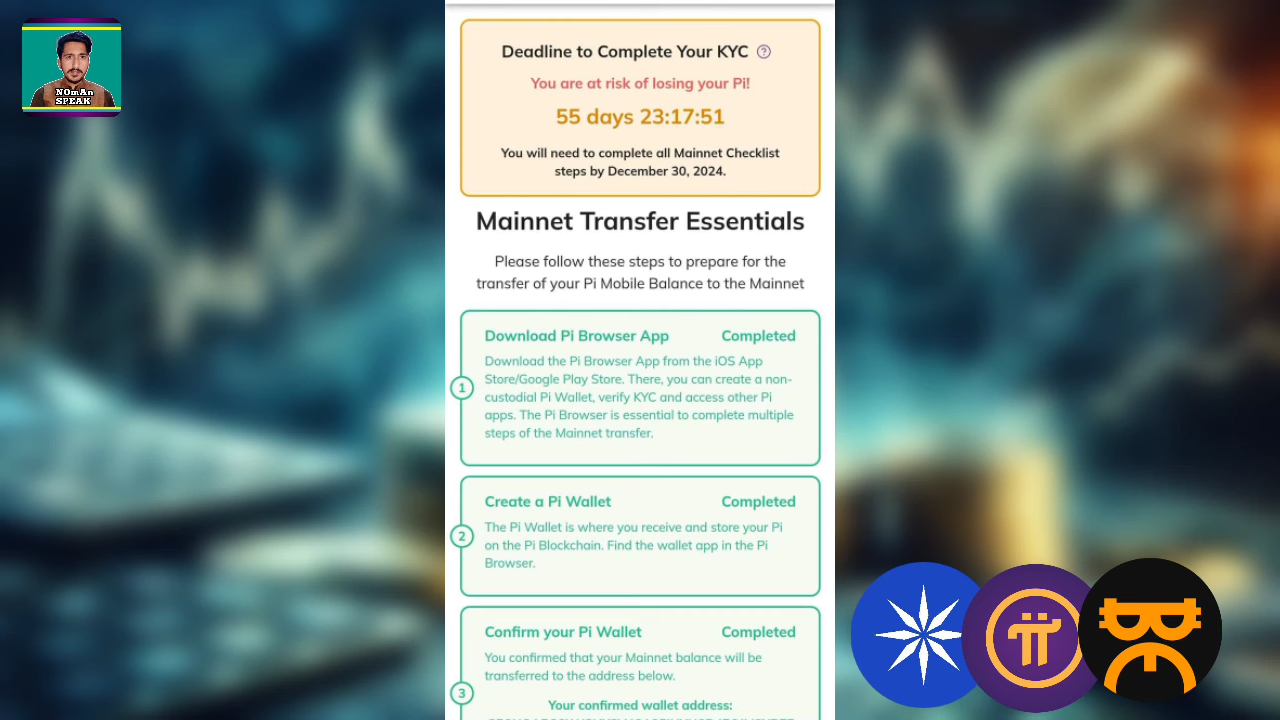 NOmAn
SPEAK
Deadline to Complete Your KYC ?
You are at risk of losing your Pi!
55 days 23:17:51
You will need to complete all Mainnet Checklist
steps by December 30, 2024.
Mainnet Transfer Essentials
Please follow these steps to prepare for the
transfer of your Pi Mobile Balance to the Mainnet
Download Pi Browser App Completed
1
Download the Pi Browser App from the iOS App
Store/Google Play Store. There, you can create a non-
custodial Pi Wallet, verify KYC and access other Pi
apps. The Pi Browser is essential to complete multiple
steps of the Mainnet transfer.
Create a Pi Wallet Completed
2
The Pi Wallet is where you receive and store your Pi
on the Pi Blockchain. Find the wallet app in the Pi
Browser.
Confirm your Pi Wallet Completed
3
You confirmed that your Mainnet balance will be
transferred to the address below.
Your confirmed wallet address: